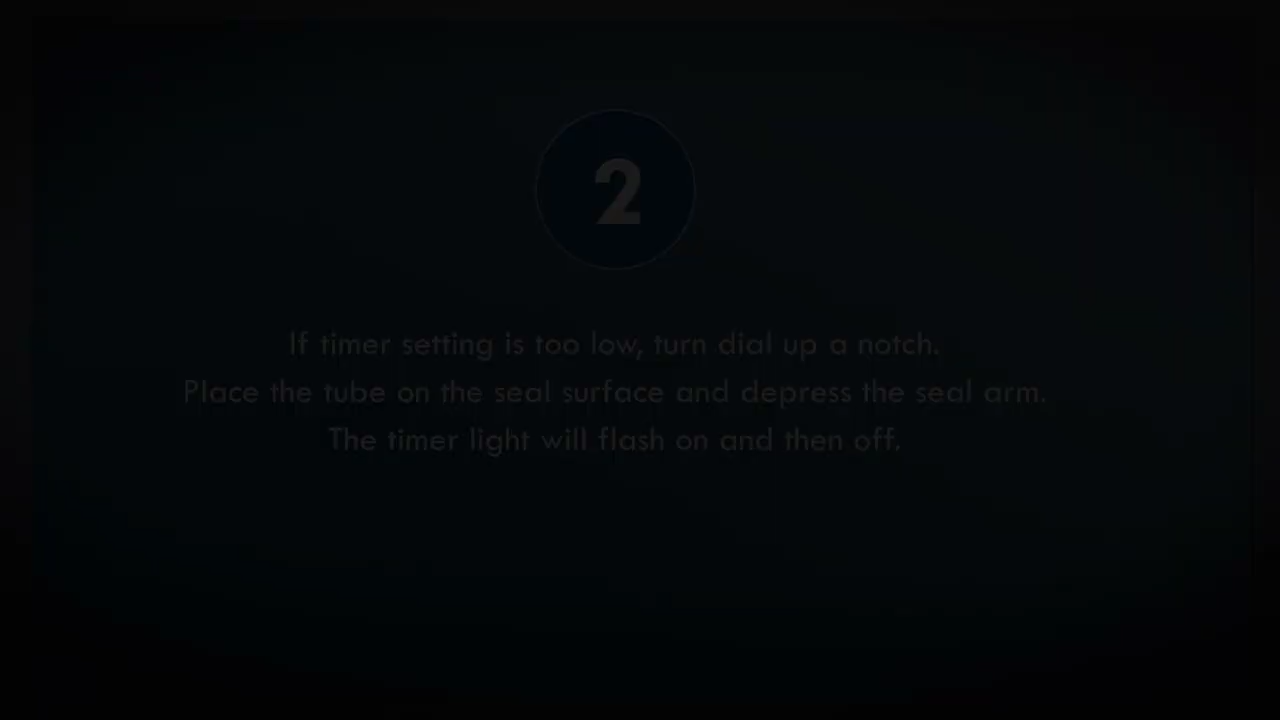 2
If timer setting is too low, turn dial up a notch.
Place the tube on the seal surface and depress the seal arm.
The timer light will flash on and then off.